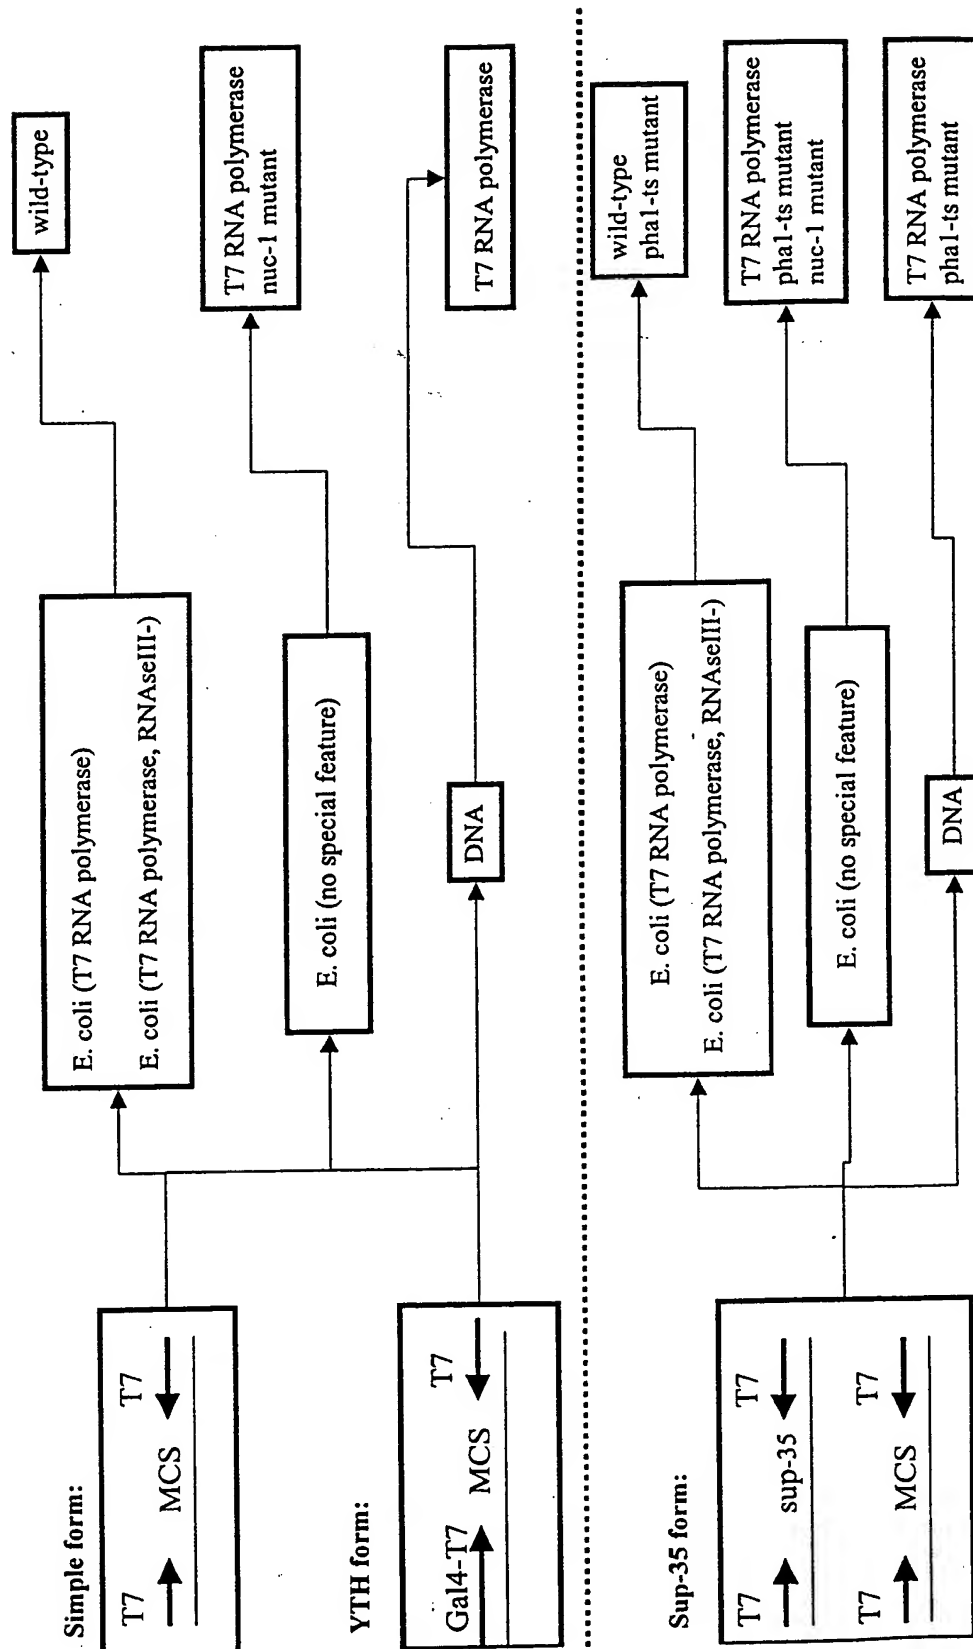 Simple form:
T7 T7
MCS
YTH form:
Gal4-T7 T7
MCS
E. coli (T7 RNA polymerase)
E. coli (T7 RNA polymerase, RNAseIII-)
E. coli (no special feature)
DNA
wild-type
T7 RNA polymerase
nuc-1 mutant
T7 RNA polymerase
Sup-35 form:
T7 T7
sup-35
T7 T7
MCS
E. coli (T7 RNA polymerase)
E. coli (T7 RNA polymerase, RNAseIII-)
E. coli (no special feature)
DNA
wild-type
pha1-ts mutant
T7 RNA polymerase
pha1-ts mutant
nuc-1 mutant
T7 RNA polymerase
pha1-ts mutant